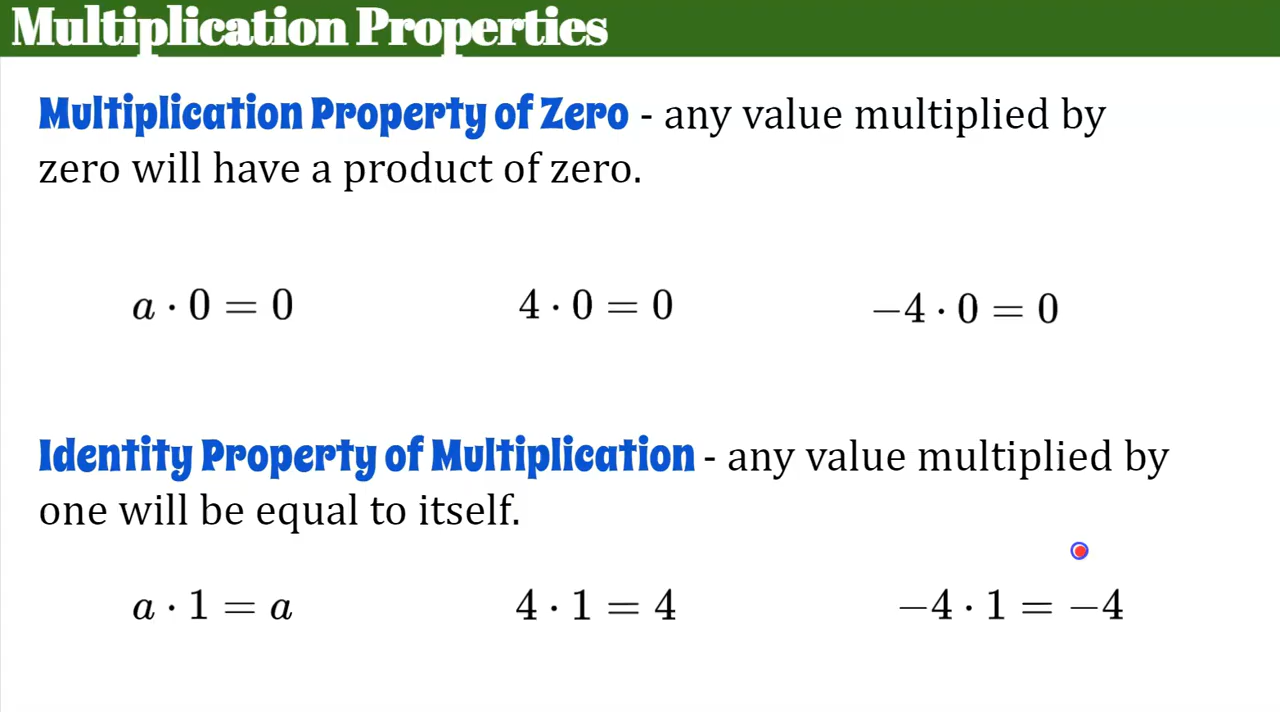 Multiplication Properties
Multiplication Property of Zero - any value multiplied by
zero will have a product of zero.
a · 0 = 0 4 · 0 = 0 −4 · 0 = 0
Identity Property of Multiplication - any value multiplied by
one will be equal to itself.
a · 1 = a 4 · 1 = 4 −4 · 1 = −4